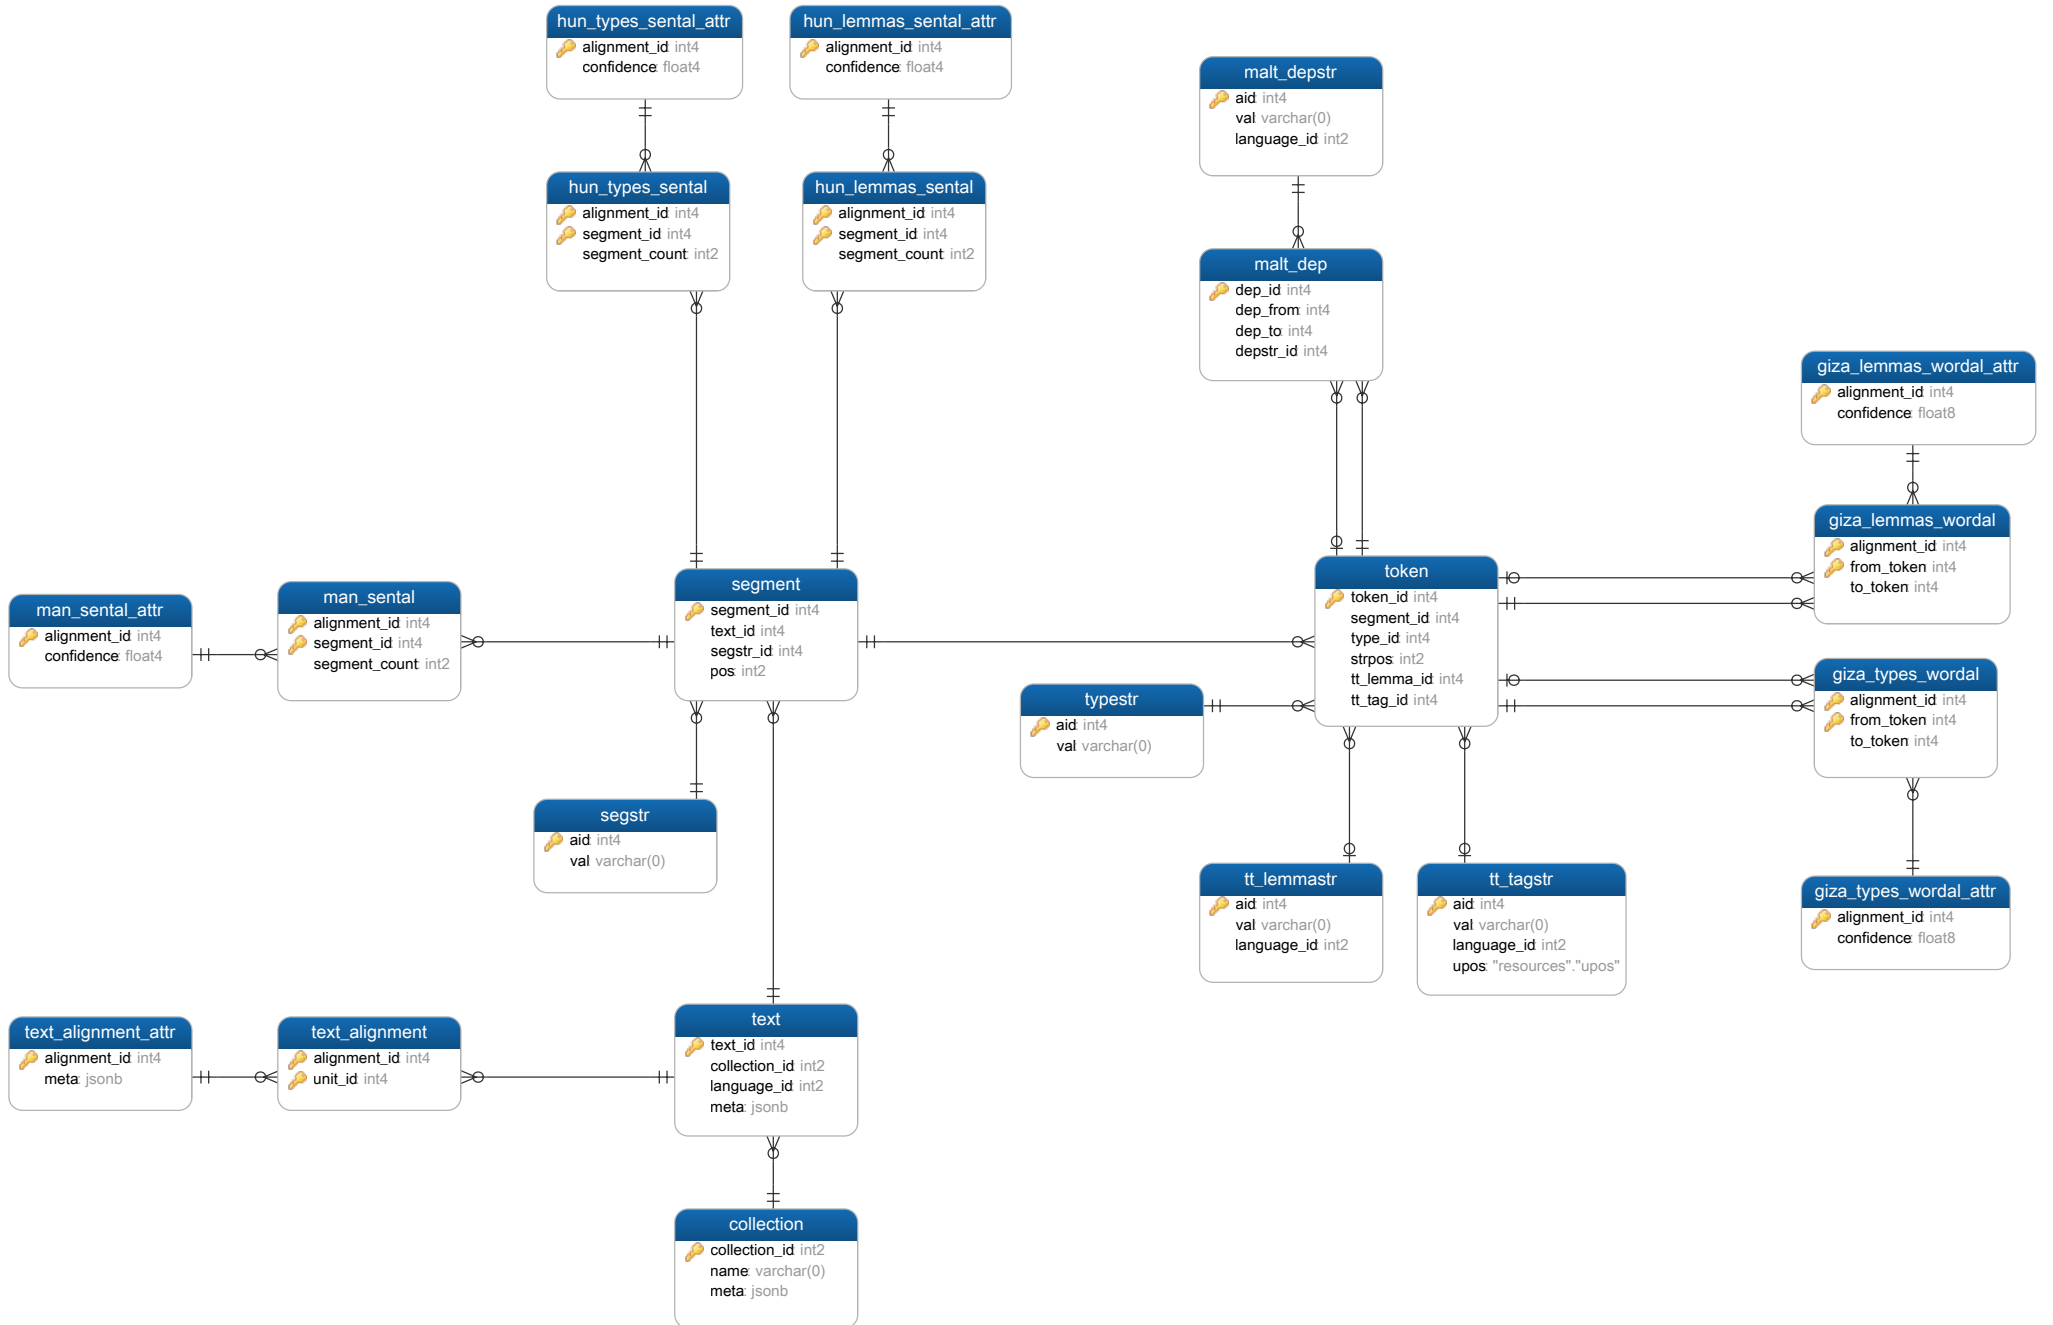 hun_types_sental_attr
alignment_id: int4
confidence: float4
hun_lemmas_sental_attr
alignment_id: int4
confidence: float4
malt_depstr
aid: int4
val: varchar(0)
language_id: int2
hun_types_sental
alignment_id: int4
segment_id: int4
segment_count: int2
hun_lemmas_sental
alignment_id: int4
segment_id: int4
segment_count: int2
malt_dep
dep_id: int4
dep_from: int4
dep_to: int4
depstr_id: int4
giza_lemmas_wordal_attr
alignment_id: int4
confidence: float8
giza_lemmas_wordal
alignment_id: int4
from_token: int4
to_token: int4
man_sental_attr
alignment_id: int4
confidence: float4
man_sental
alignment_id: int4
segment_id: int4
segment_count: int2
segment
segment_id: int4
text_id: int4
segstr_id: int4
pos: int2
token
token_id: int4
segment_id: int4
type_id: int4
strpos: int2
tt_lemma_id: int4
tt_tag_id: int4
typestr
aid: int4
val: varchar(0)
giza_types_wordal
alignment_id: int4
from_token: int4
to_token: int4
segstr
aid: int4
val: varchar(0)
tt_lemmastr
aid: int4
val: varchar(0)
language_id: int2
tt_tagstr
aid: int4
val: varchar(0)
language_id: int2
upos: "resources"."upos"
giza_types_wordal_attr
alignment_id: int4
confidence: float8
text_alignment_attr
alignment_id: int4
meta: jsonb
text_alignment
alignment_id: int4
unit_id: int4
text
text_id: int4
collection_id: int2
language_id: int2
meta: jsonb
collection
collection_id: int2
name: varchar(0)
meta: jsonb